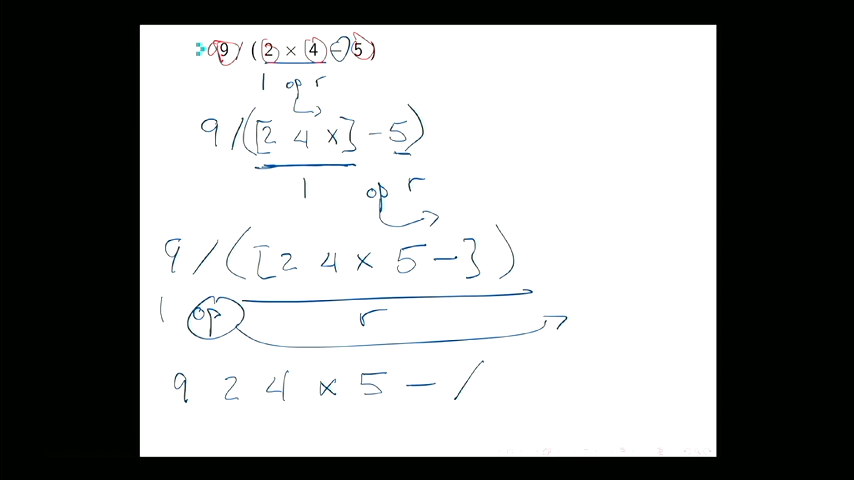 9 / ( 2 × 4 - 5 )
l op r
9 / ( [ 2 4 × ] - 5 )
l op r
9 / ( [ 2 4 × 5 - ] )
l op r
9 2 4 × 5 - /